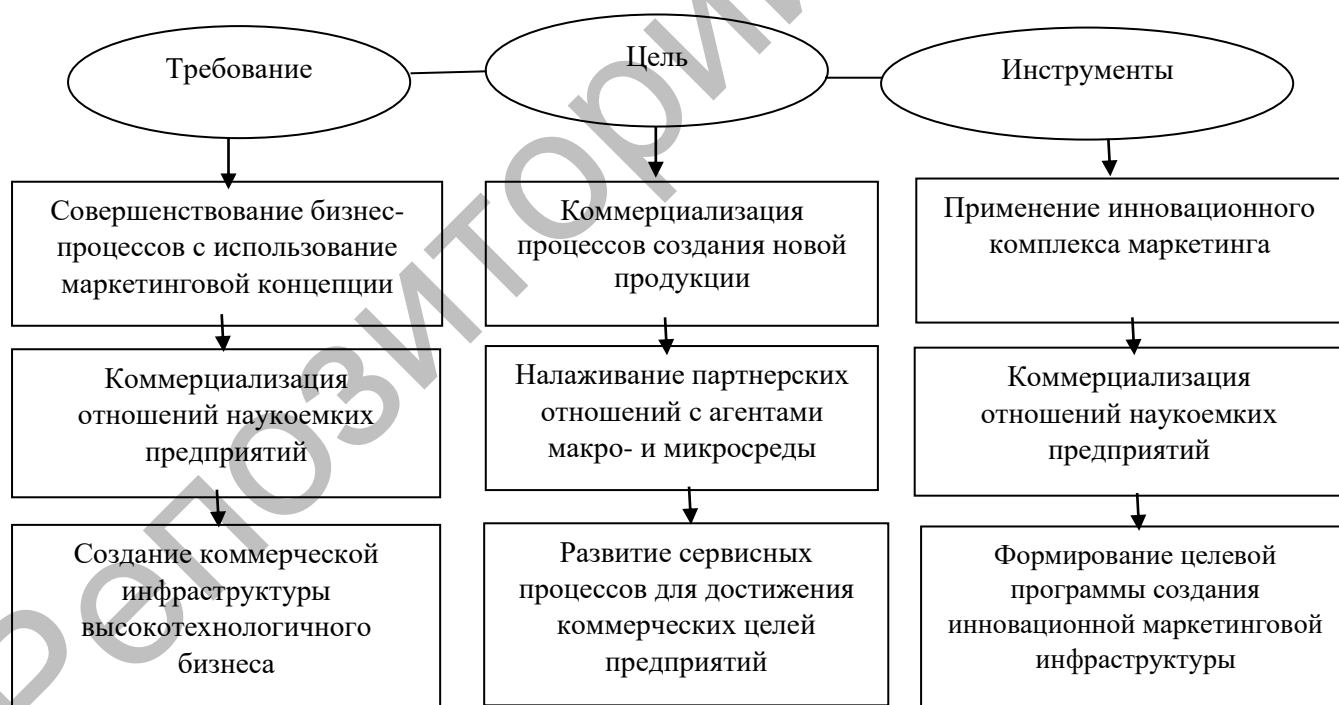 Требование
Цель
Инструменты
Совершенствование бизнес-
процессов с использование
маркетинговой концепции
Коммерциализация
процессов создания новой
продукции
Применение инновационного
комплекса маркетинга
Коммерциализация
отношений наукоемких
предприятий
Налаживание партнерских
отношений с агентами
макро- и микросреды
Коммерциализация
отношений наукоемких
предприятий
Создание коммерческой
инфраструктуры
высокотехнологичного
бизнеса
Развитие сервисных
процессов для достижения
коммерческих целей
предприятий
Формирование целевой
программы создания
инновационной маркетинговой
инфраструктуры
Репозитори